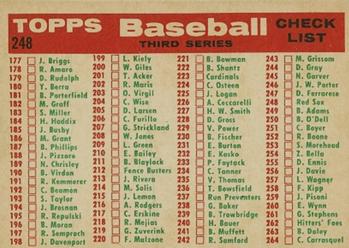 TOPPS Baseball CHECK LIST
248 THIRD SERIES
177 J. Briggs
178 R. Amaro
179 D. Rudolph
180 Y. Berra
181 B. Porterfield
182 M. Graff
183 S. Miller
184 H. Haddix
185 J. Busby
186 M. Grant
187 B. Phillips
188 J. Pizzaro
189 N. Chrisley
190 B. Virdon
191 R. Kemmerer
192 C. Beamon
193 S. Taylor
194 J. Brosnan
195 R. Repulski
196 B. Moran
197 R. Semproch
198 J. Davenport
199 L. Kiely
200 W. Giles
201 T. Acker
202 R. Maris
203 O. Virgil
204 C. Wise
205 D. Larsen
206 C. Furillo
207 G. Strickland
208 W. Jones
209 L. Green
210 E. Bailey
211 B. Blaylock
212 Fence Busters
213 J. Rivera
214 M. Solis
215 J. Lemon
216 A. Rodgers
217 C. Erskine
218 E. Mejias
219 G. Witt
220 F. Malzone
221 B. Bowman
222 B. Shantz
223 Cardinals
224 C. Osteen
225 J. Logan
226 A. Ceccarelli
227 H. W. Smith
228 D. Gross
229 V. Power
230 B. Fischer
231 E. Burton
232 E. Kasko
233 P. Foytack
234 C. Tanner
235 V. Valentinetti
236 T. Bowsfield
237 Run Preventers
238 G. Baker
239 B. Trowbridge
240 H. Bauer
241 B. Muffett
242 R. Samford
243 M. Grissom
244 D. Gray
245 N. Garver
246 J. W. Porter
247 D. Ferrarese
248 Red Sox
249 B. Adams
250 B. O'Dell
251 C. Boyer
252 B. Boone
253 S. Morehead
254 Z. Bella
255 D. Ennis
256 J. Davie
257 L. Wagner
258 K. Hepp
259 J. Pisoni
260 E. Wynn
261 G. Stephens
262 Hitters' Foes
263 B. Daley
264 C. Carrasquel